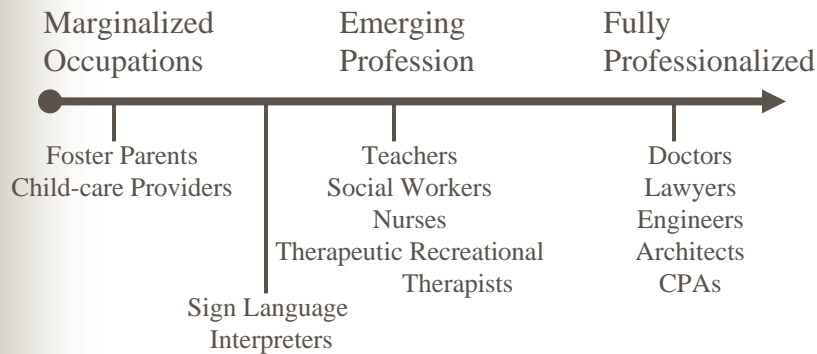 Marginalized
Occupations
Emerging
Profession
Fully
Professionalized
Foster Parents
Child-care Providers
Sign Language
Interpreters
Teachers
Social Workers
Nurses
Therapeutic Recreational
Therapists
Doctors
Lawyers
Engineers
Architects
CPAs